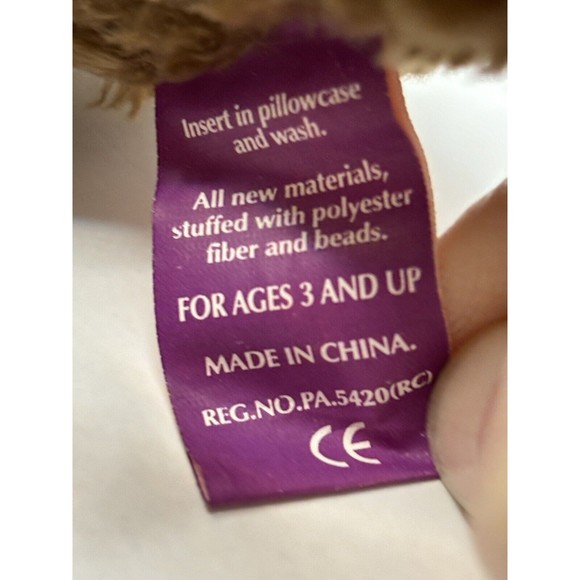 Insert in pillowcase
and wash.
All new materials,
stuffed with polyester
fiber and beads.
FOR AGES 3 AND UP
MADE IN CHINA.
REG.NO.PA.5420(RC)
CE